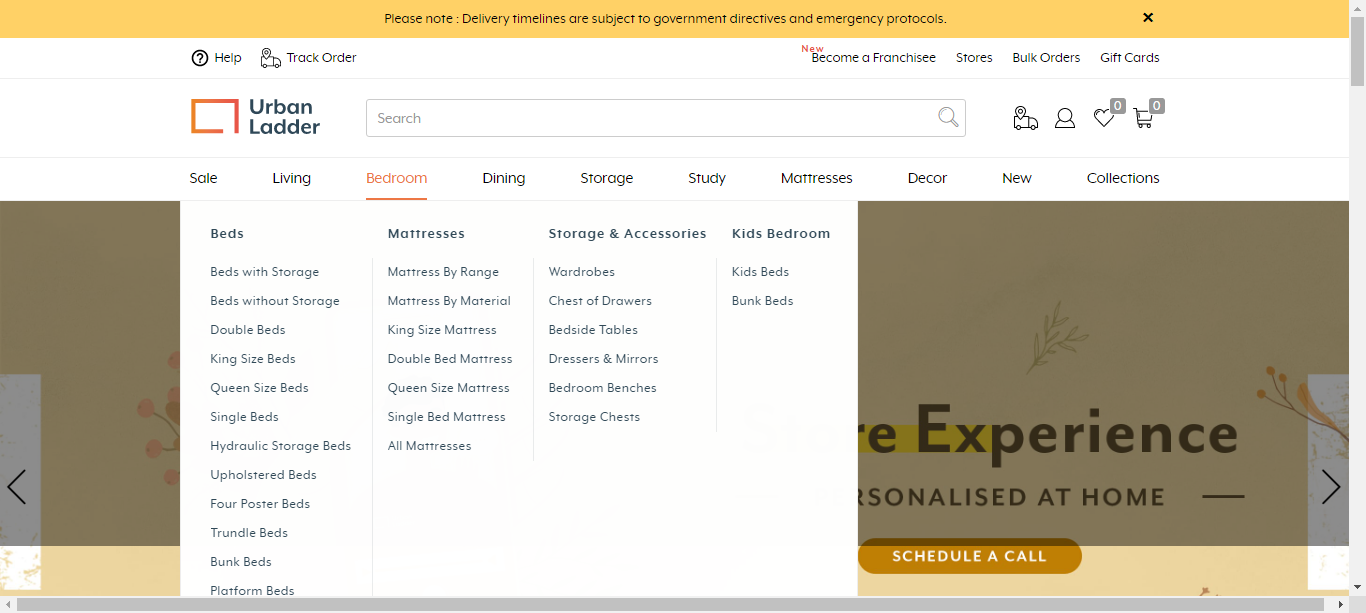 Please note : Delivery timelines are subject to government directives and emergency protocols.
Help
Track Order
New
Become a Franchisee
Stores
Bulk Orders
Gift Cards
Urban
Ladder
Search
0
0
Sale
Living
Bedroom
Dining
Storage
Study
Mattresses
Decor
New
Collections
Beds
Beds with Storage
Beds without Storage
Double Beds
King Size Beds
Queen Size Beds
Single Beds
Hydraulic Storage Beds
Upholstered Beds
Four Poster Beds
Trundle Beds
Bunk Beds
Platform Beds
Mattresses
Mattress By Range
Mattress By Material
King Size Mattress
Double Bed Mattress
Queen Size Mattress
Single Bed Mattress
All Mattresses
Storage & Accessories
Wardrobes
Chest of Drawers
Bedside Tables
Dressers & Mirrors
Bedroom Benches
Storage Chests
Kids Bedroom
Kids Beds
Bunk Beds
Store Experience
PERSONALISED AT HOME
SCHEDULE A CALL